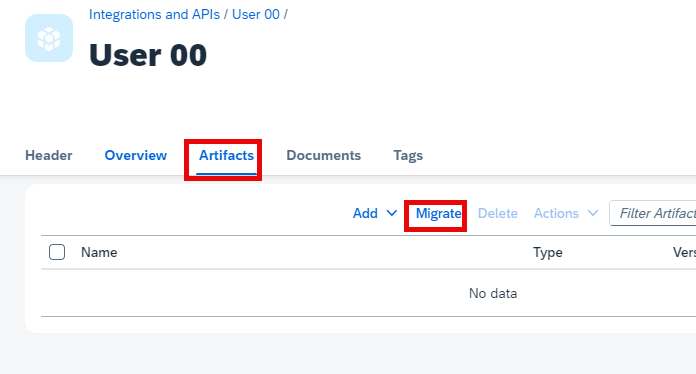 Integrations and APIs / User 00 /
User 00
Header Overview Artifacts Documents Tags
Add Migrate Delete Actions Filter Artifact
Name Type Vers
No data